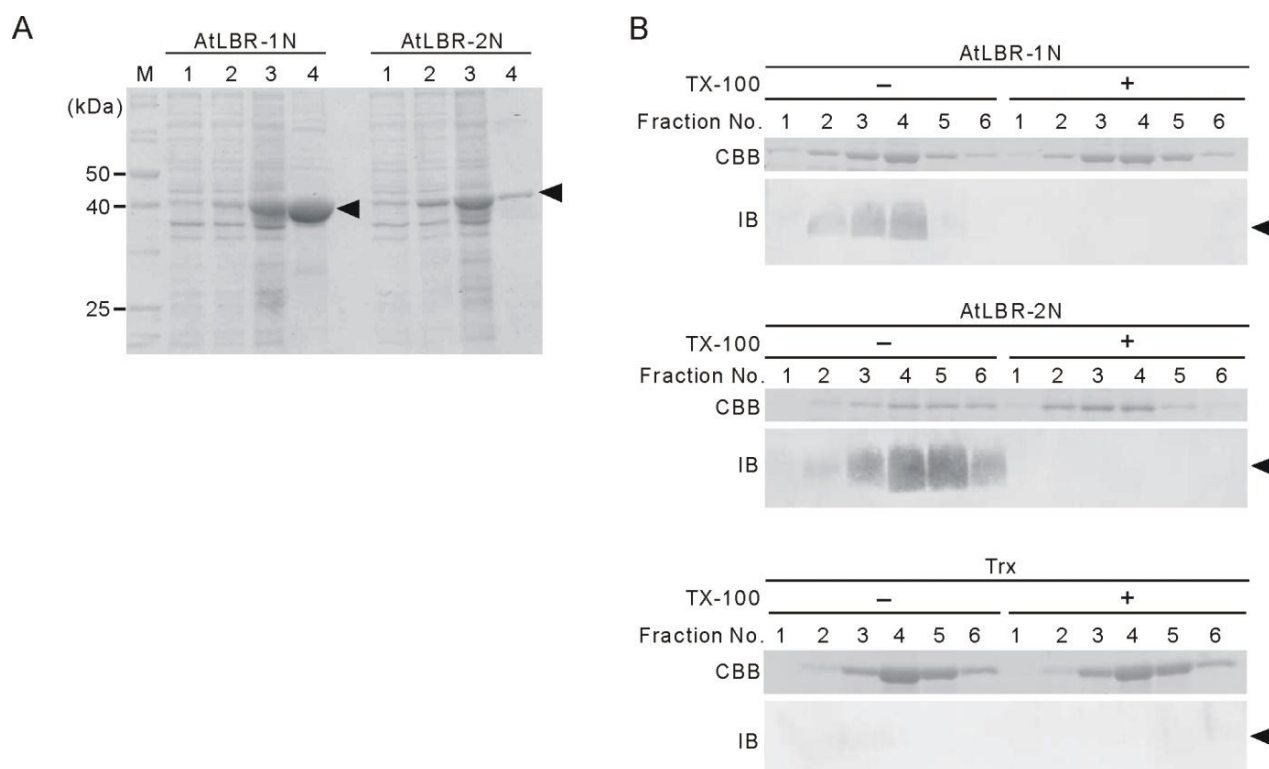 A
AtLBR-1N AtLBR-2N
M 1 2 3 4 1 2 3 4
(kDa)
50
40
25
B
AtLBR-1N
TX-100 – +
Fraction No. 1 2 3 4 5 6 1 2 3 4 5 6
CBB
IB
AtLBR-2N
TX-100 – +
Fraction No. 1 2 3 4 5 6 1 2 3 4 5 6
CBB
IB
Trx
TX-100 – +
Fraction No. 1 2 3 4 5 6 1 2 3 4 5 6
CBB
IB